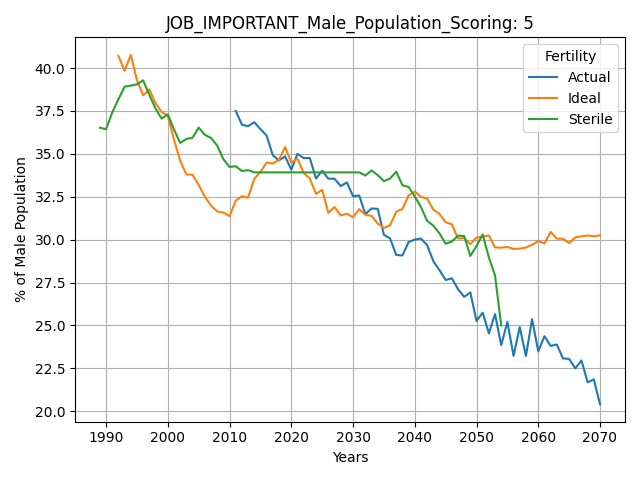 JOB_IMPORTANT_Male_Population_Scoring: 5
Fertility
Actual
Ideal
Sterile
% of Male Population
40.0
37.5
35.0
32.5
30.0
27.5
25.0
22.5
20.0
1990 2000 2010 2020 2030 2040 2050 2060 2070
Years